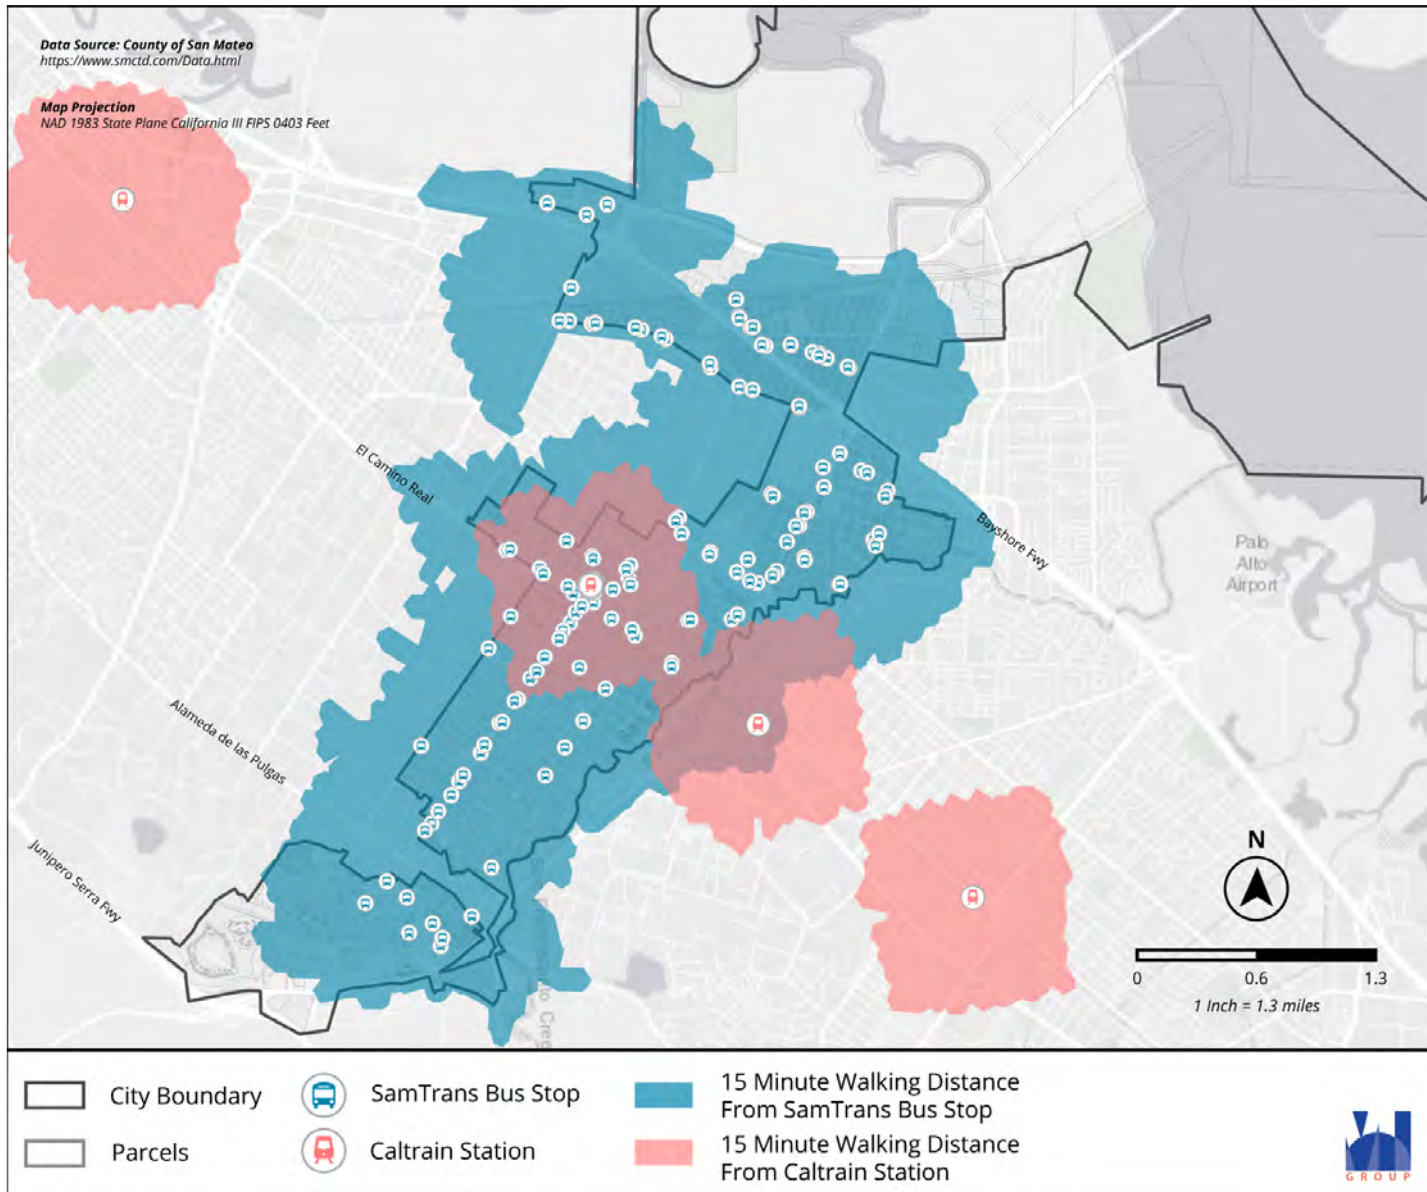 Data Source: County of San Mateo
https://www.smctd.com/Data.html
Map Projection
NAD 1983 State Plane California III FIPS 0403 Feet
El Camino Real
Bayshore Fwy
Palo
Alto
Airport
Alameda de las Pulgas
Junipero Serra Fwy
N
0 0.6 1.3
1 Inch = 1.3 miles
City Boundary
SamTrans Bus Stop
15 Minute Walking Distance
From SamTrans Bus Stop
Parcels
Caltrain Station
15 Minute Walking Distance
From Caltrain Station
GROUP